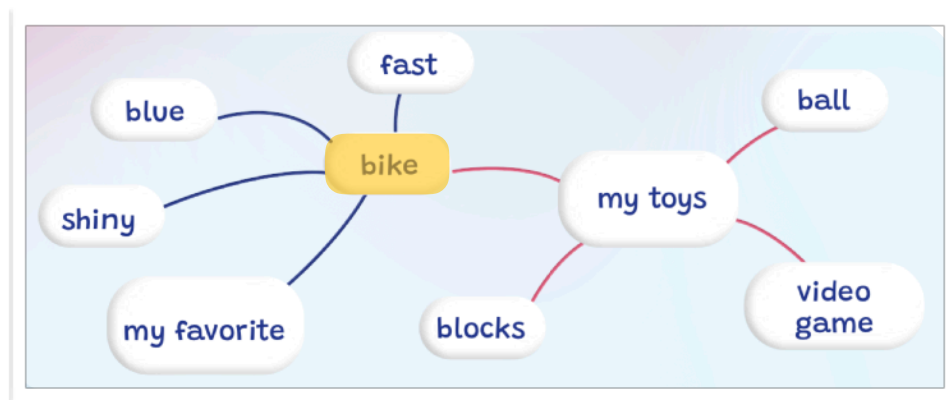 fast
blue
ball
bike
my toys
shiny
video
game
my favorite
blocks